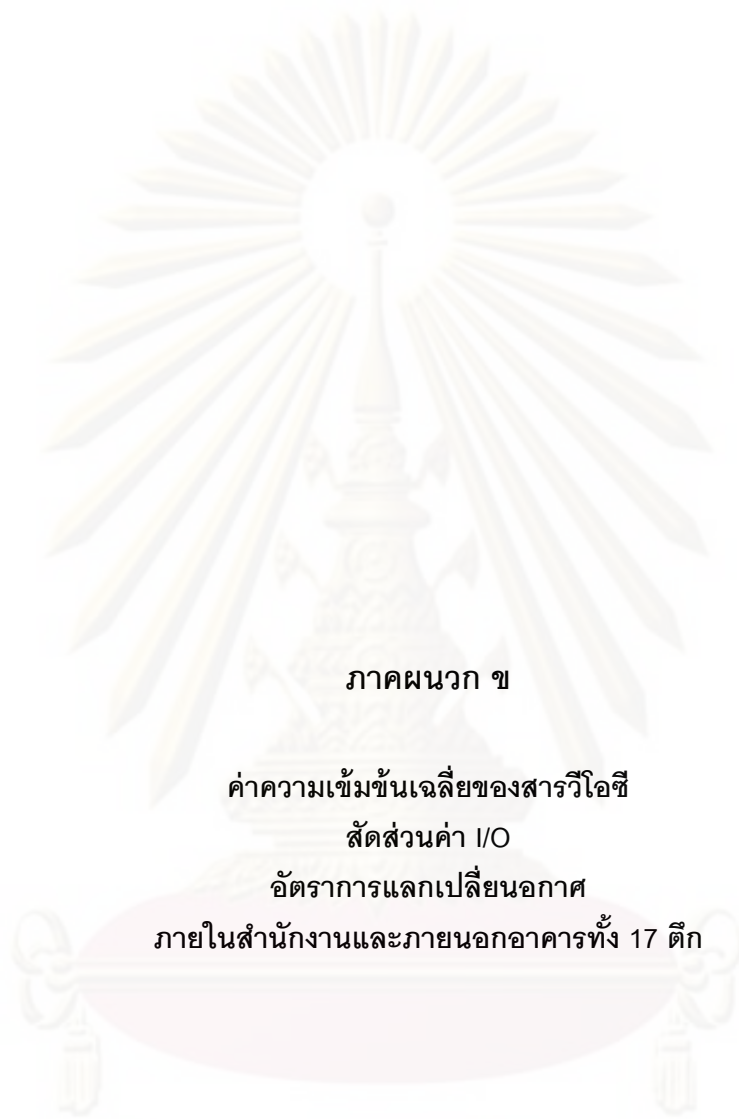 ภาคผนวก ข
ค่าความเข้มข้นเฉลี่ยของสารวีโอซี
สัดส่วนค่า I/O
อัตราการแลกเปลี่ยนอกาศ
ภายในสำนักงานและภายนอกอาคารทั้ง 17 ตึก